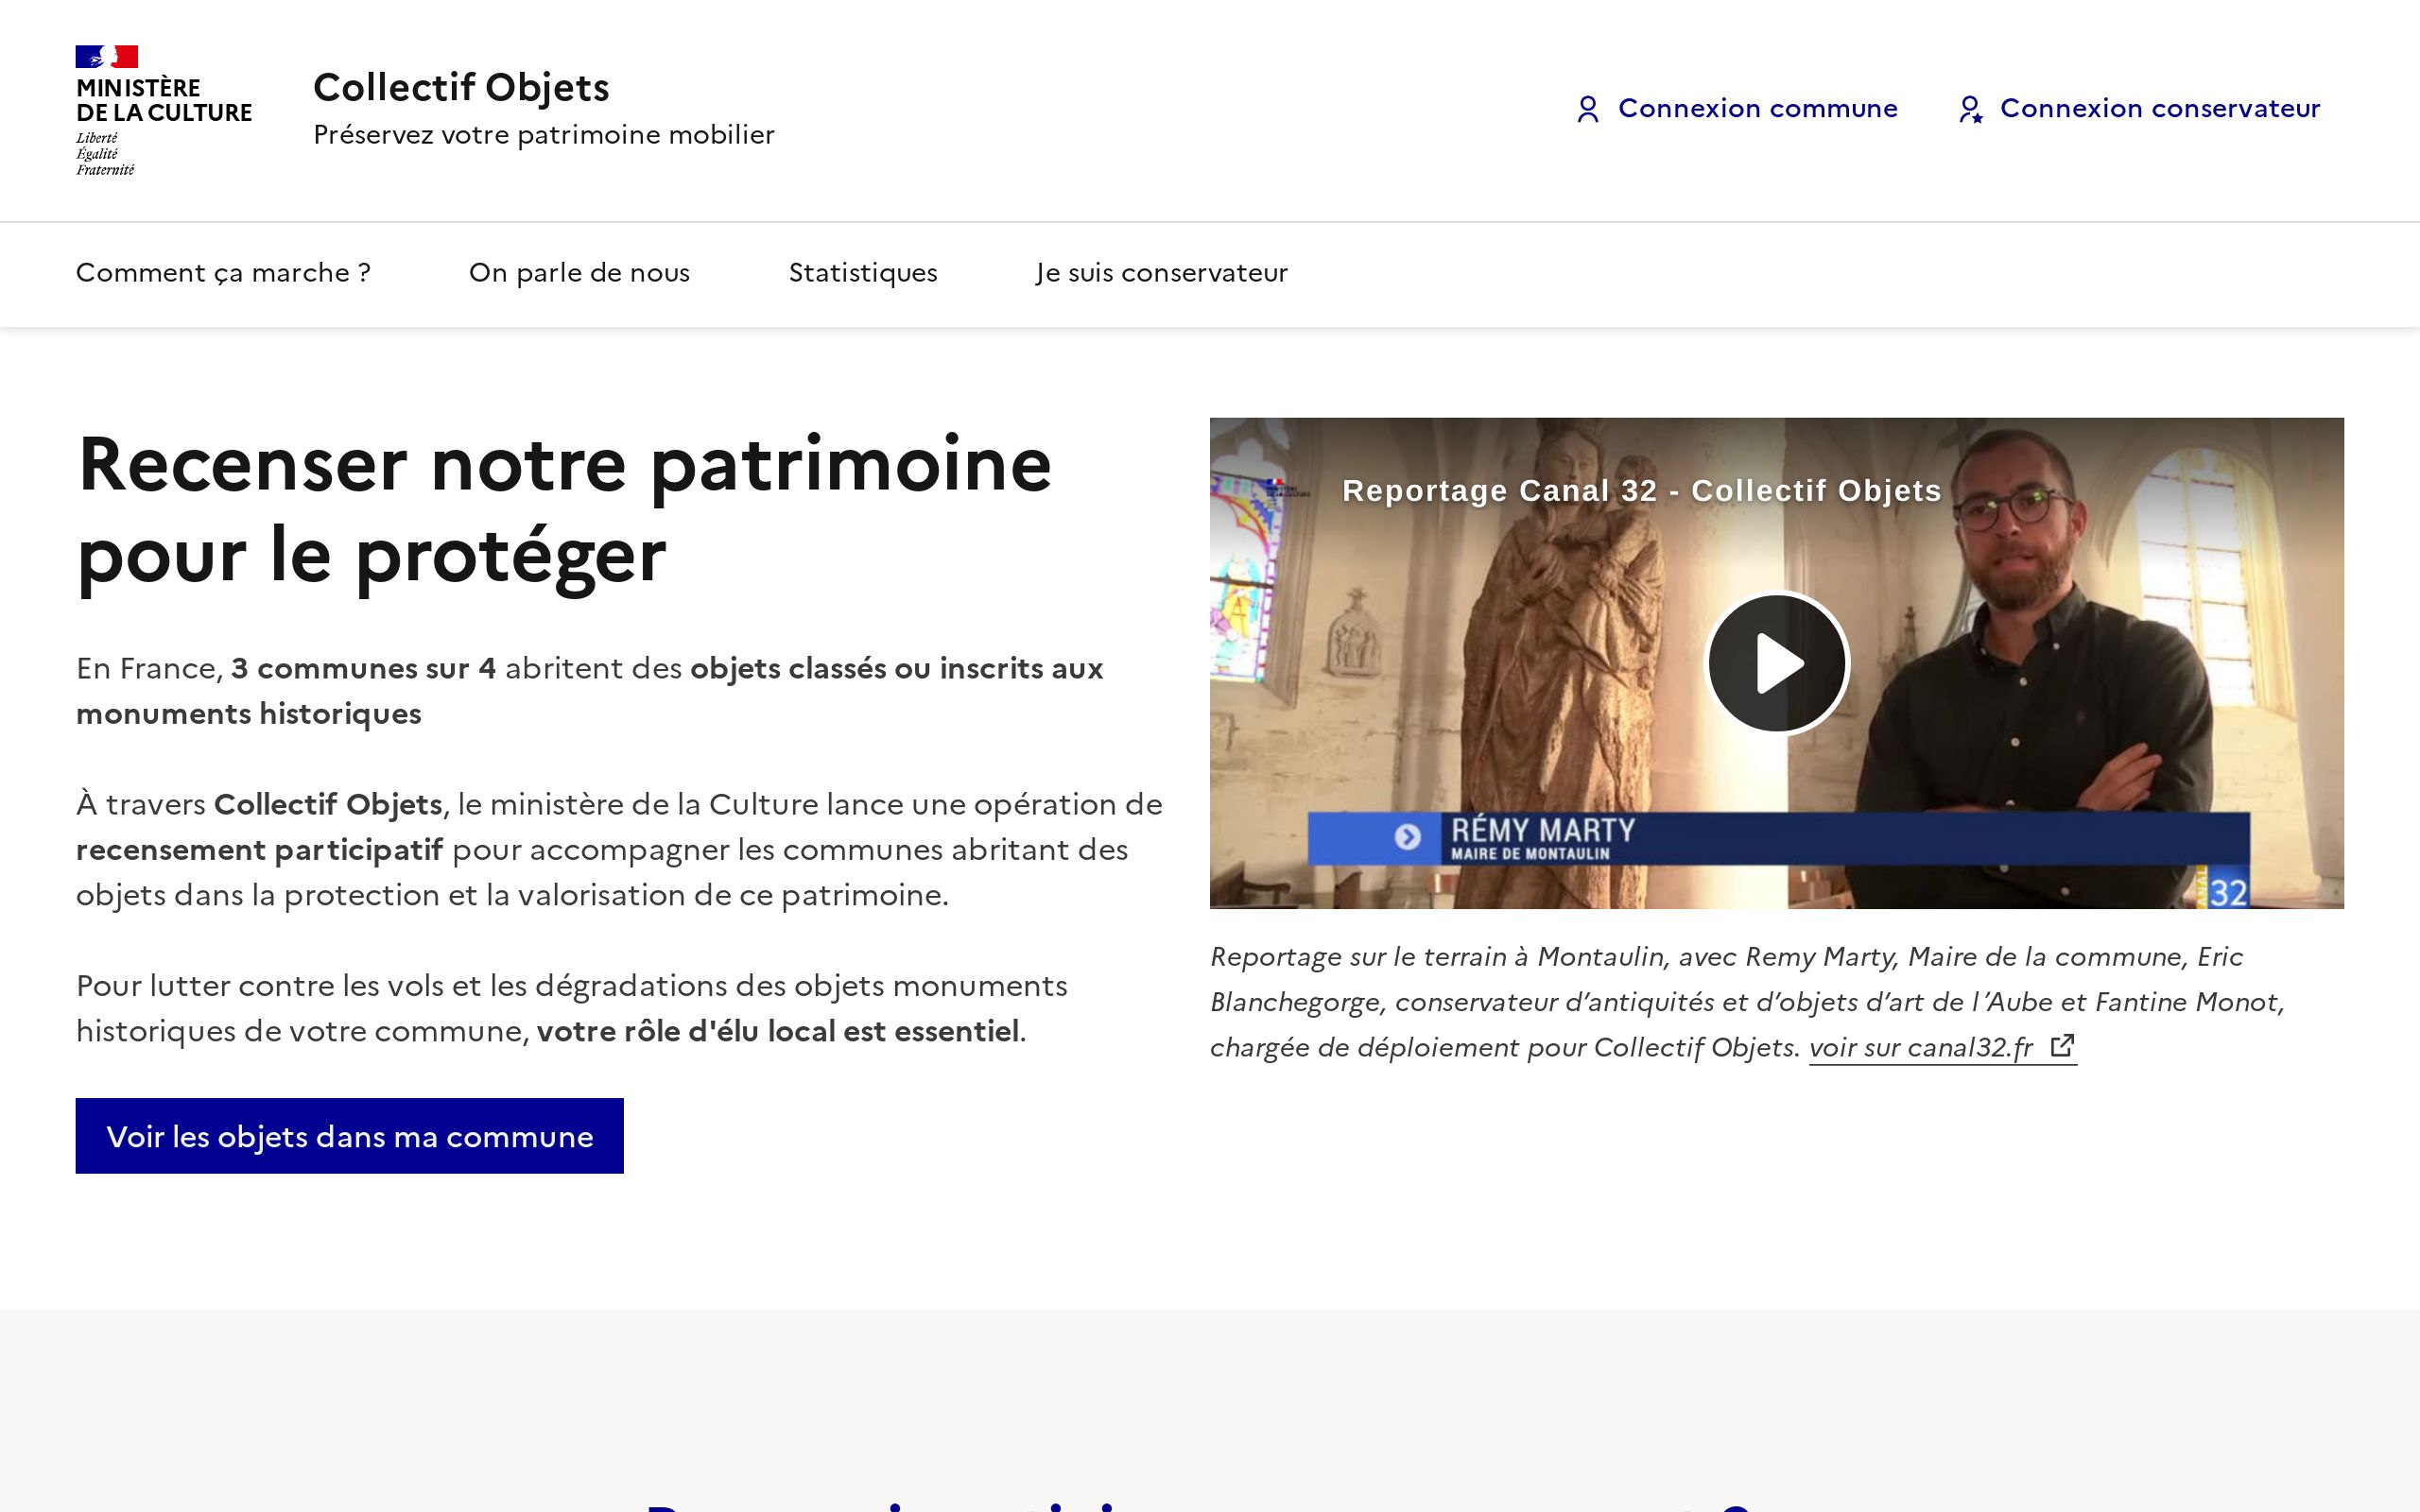 MINISTÈRE
DE LA CULTURE
Liberté
Égalité
Fraternité
Collectif Objets
Préservez votre patrimoine mobilier
Connexion commune
Connexion conservateur
Comment ça marche ?
On parle de nous
Statistiques
Je suis conservateur
Recenser notre patrimoine
pour le protéger
En France, 3 communes sur 4 abritent des objets classés ou inscrits aux
monuments historiques
À travers Collectif Objets, le ministère de la Culture lance une opération de
recensement participatif pour accompagner les communes abritant des
objets dans la protection et la valorisation de ce patrimoine.
Pour lutter contre les vols et les dégradations des objets monuments
historiques de votre commune, votre rôle d'élu local est essentiel.
Voir les objets dans ma commune
Reportage Canal 32 - Collectif Objets
RÉMY MARTY
MAIRE DE MONTAULIN
32
Reportage sur le terrain à Montaulin, avec Remy Marty, Maire de la commune, Eric
Blanchegorge, conservateur d’antiquités et d’objets d’art de l´Aube et Fantine Monot,
chargée de déploiement pour Collectif Objets. voir sur canal32.fr